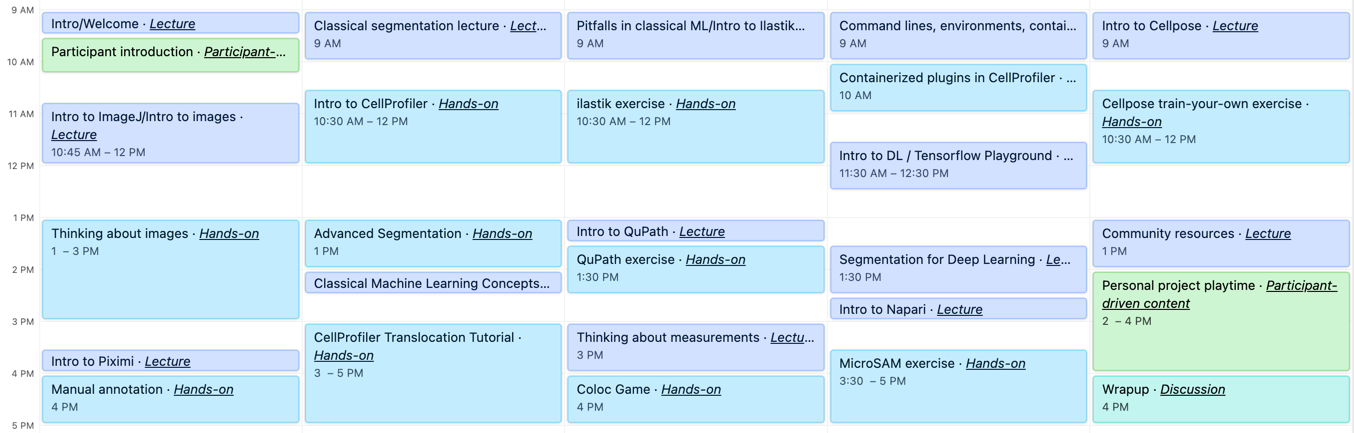 9 AM
10 AM
11 AM
12 PM
1 PM
2 PM
3 PM
4 PM
5 PM
Intro/Welcome · Lecture
Participant introduction · Participant-...
Intro to ImageJ/Intro to images ·
Lecture
10:45 AM – 12 PM
Thinking about images · Hands-on
1 – 3 PM
Intro to Piximi · Lecture
Manual annotation · Hands-on
4 PM
Classical segmentation lecture · Lect...
9 AM
Intro to CellProfiler · Hands-on
10:30 AM – 12 PM
Advanced Segmentation · Hands-on
1 PM
Classical Machine Learning Concepts...
CellProfiler Translocation Tutorial ·
Hands-on
3 – 5 PM
Pitfalls in classical ML/Intro to Ilastik...
9 AM
ilastik exercise · Hands-on
10:30 AM – 12 PM
Intro to QuPath · Lecture
QuPath exercise · Hands-on
1:30 PM
Thinking about measurements · Lectu...
3 PM
Coloc Game · Hands-on
4 PM
Command lines, environments, contai...
9 AM
Containerized plugins in CellProfiler · ...
10 AM
Intro to DL / Tensorflow Playground · ...
11:30 AM – 12:30 PM
Segmentation for Deep Learning · Le...
1:30 PM
Intro to Napari · Lecture
MicroSAM exercise · Hands-on
3:30 – 5 PM
Intro to Cellpose · Lecture
9 AM
Cellpose train-your-own exercise ·
Hands-on
10:30 AM – 12 PM
Community resources · Lecture
1 PM
Personal project playtime · Participant-
driven content
2 – 4 PM
Wrapup · Discussion
4 PM